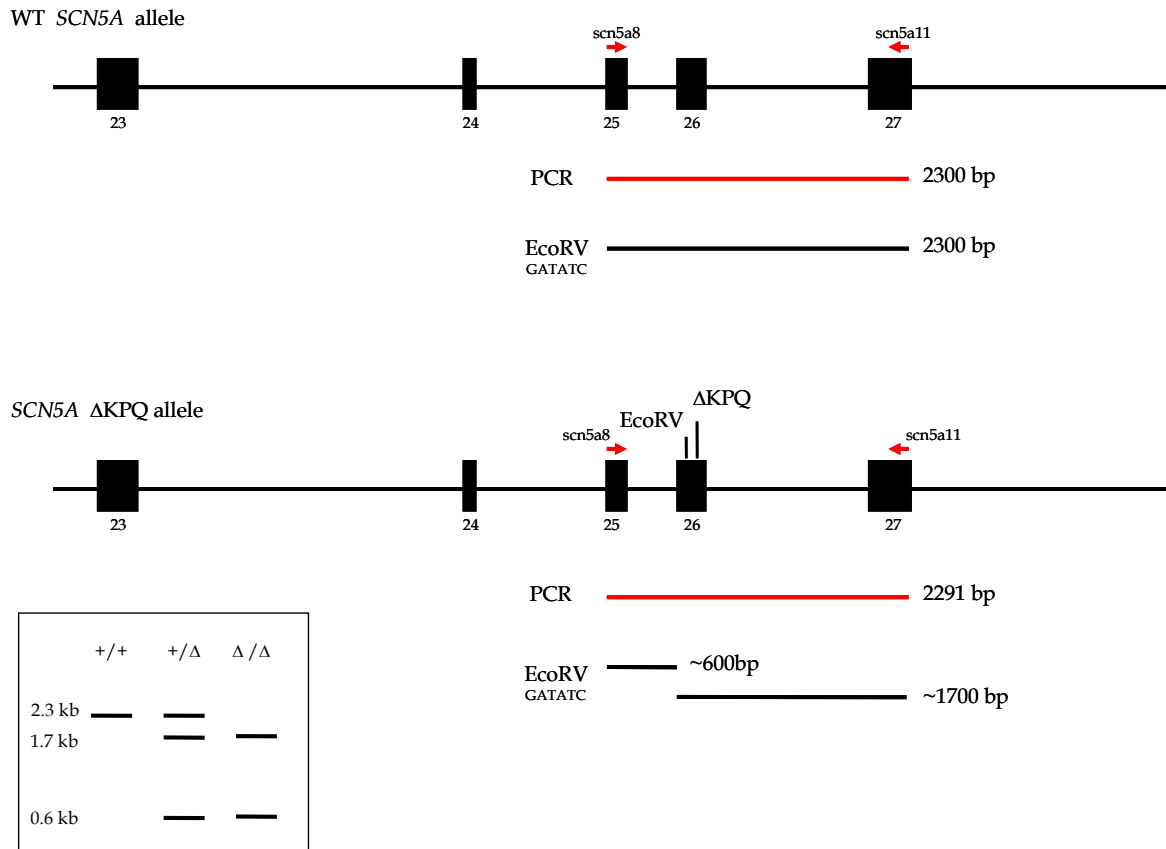 WT SCN5A allele
scn5a8 scn5a11
23 24 25 26 27
PCR 2300 bp
EcoRV 2300 bp
GATATC
SCN5A ΔKPQ allele
EcoRV ΔKPQ
scn5a8 scn5a11
23 24 25 26 27
PCR 2291 bp
EcoRV ~600bp
GATATC ~1700 bp
+/+ +/Δ Δ/Δ
2.3 kb
1.7 kb
0.6 kb